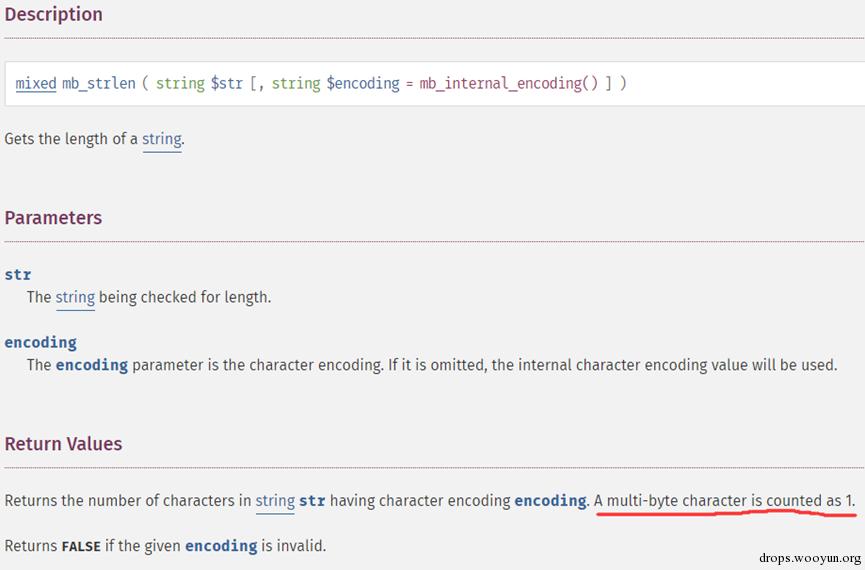 Description
mixed mb_strlen ( string $str [, string $encoding = mb_internal_encoding() ] )
Gets the length of a string.
Parameters
str
The string being checked for length.
encoding
The encoding parameter is the character encoding. If it is omitted, the internal character encoding value will be used.
Return Values
Returns the number of characters in string str having character encoding encoding. A multi-byte character is counted as 1.
Returns FALSE if the given encoding is invalid.
drops.wooyun.org